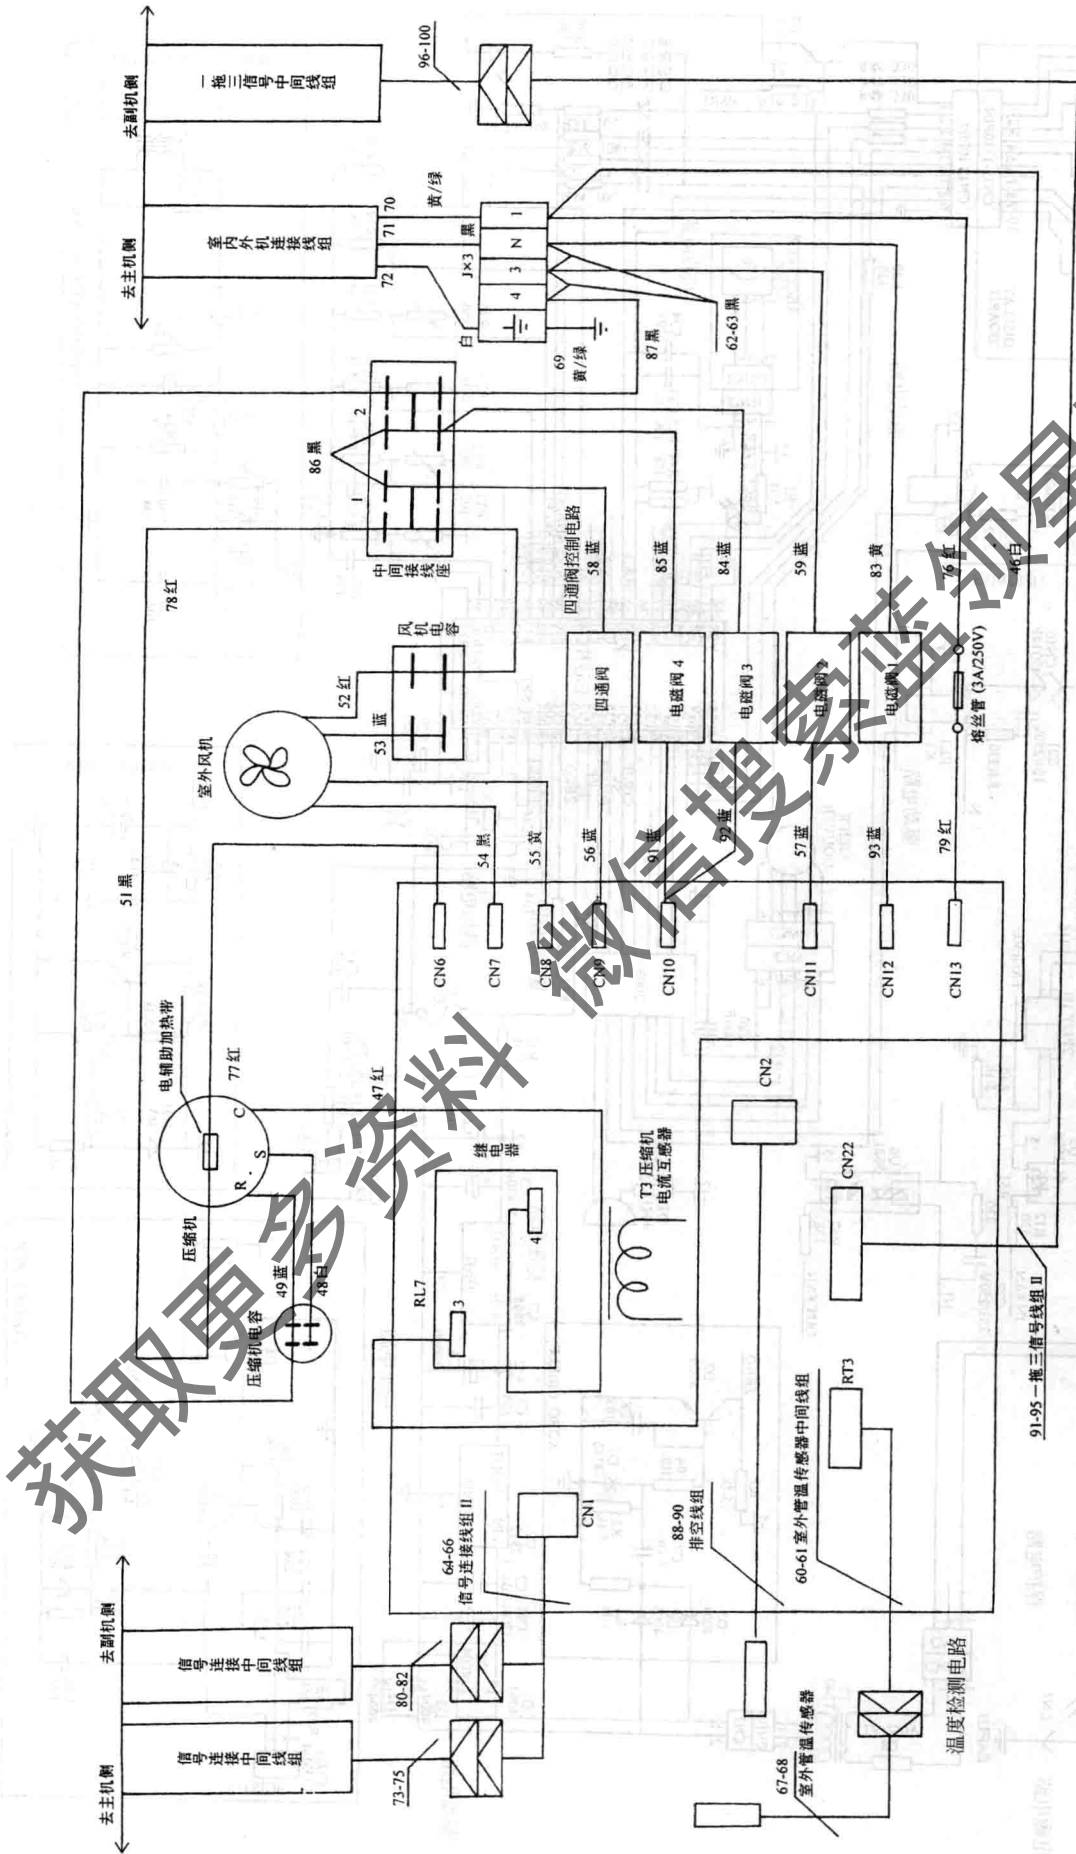 去副机侧
一拖三信号中间线组
96-100
去主机侧
室内外机连接线组
70
71
72
黄/绿
黑
J×3
白
1
N
3
4
69
黄/绿
87 黑
62-63 黑
2
1
86 黑
中间接线座
78 红
风机电容
52 红
53 蓝
室外风机
四通阀控制电路
58 蓝
85 蓝
84 蓝
59 蓝
83 黄
76 红
46 白
四通阀
电磁阀 4
电磁阀 3
电磁阀 2
电磁阀 1
熔丝管 (3A/250V)
51 黑
54 黑
55 黄
56 蓝
91 蓝
92 蓝
57 蓝
93 蓝
79 红
CN6
CN7
CN8
CN9
CN10
CN11
CN12
CN13
电辅助加热带
77 红
C
R
S
压缩机
47 红
49 蓝
48 白
压缩机电容
继电器
RL7
3
4
T3 压缩机
电流互感器
CN2
CN22
RT3
91-95 一拖三信号线组 II
60-61 室外管温传感器中间线组
88-90
排空线组
64-66
信号连接线组 II
CN1
去副机侧
信号连接中间线组
80-82
去主机侧
信号连接中间线组
73-75
67-68
室外管温传感器
温度检测电路
获取更多资料 微信搜索蓝领星